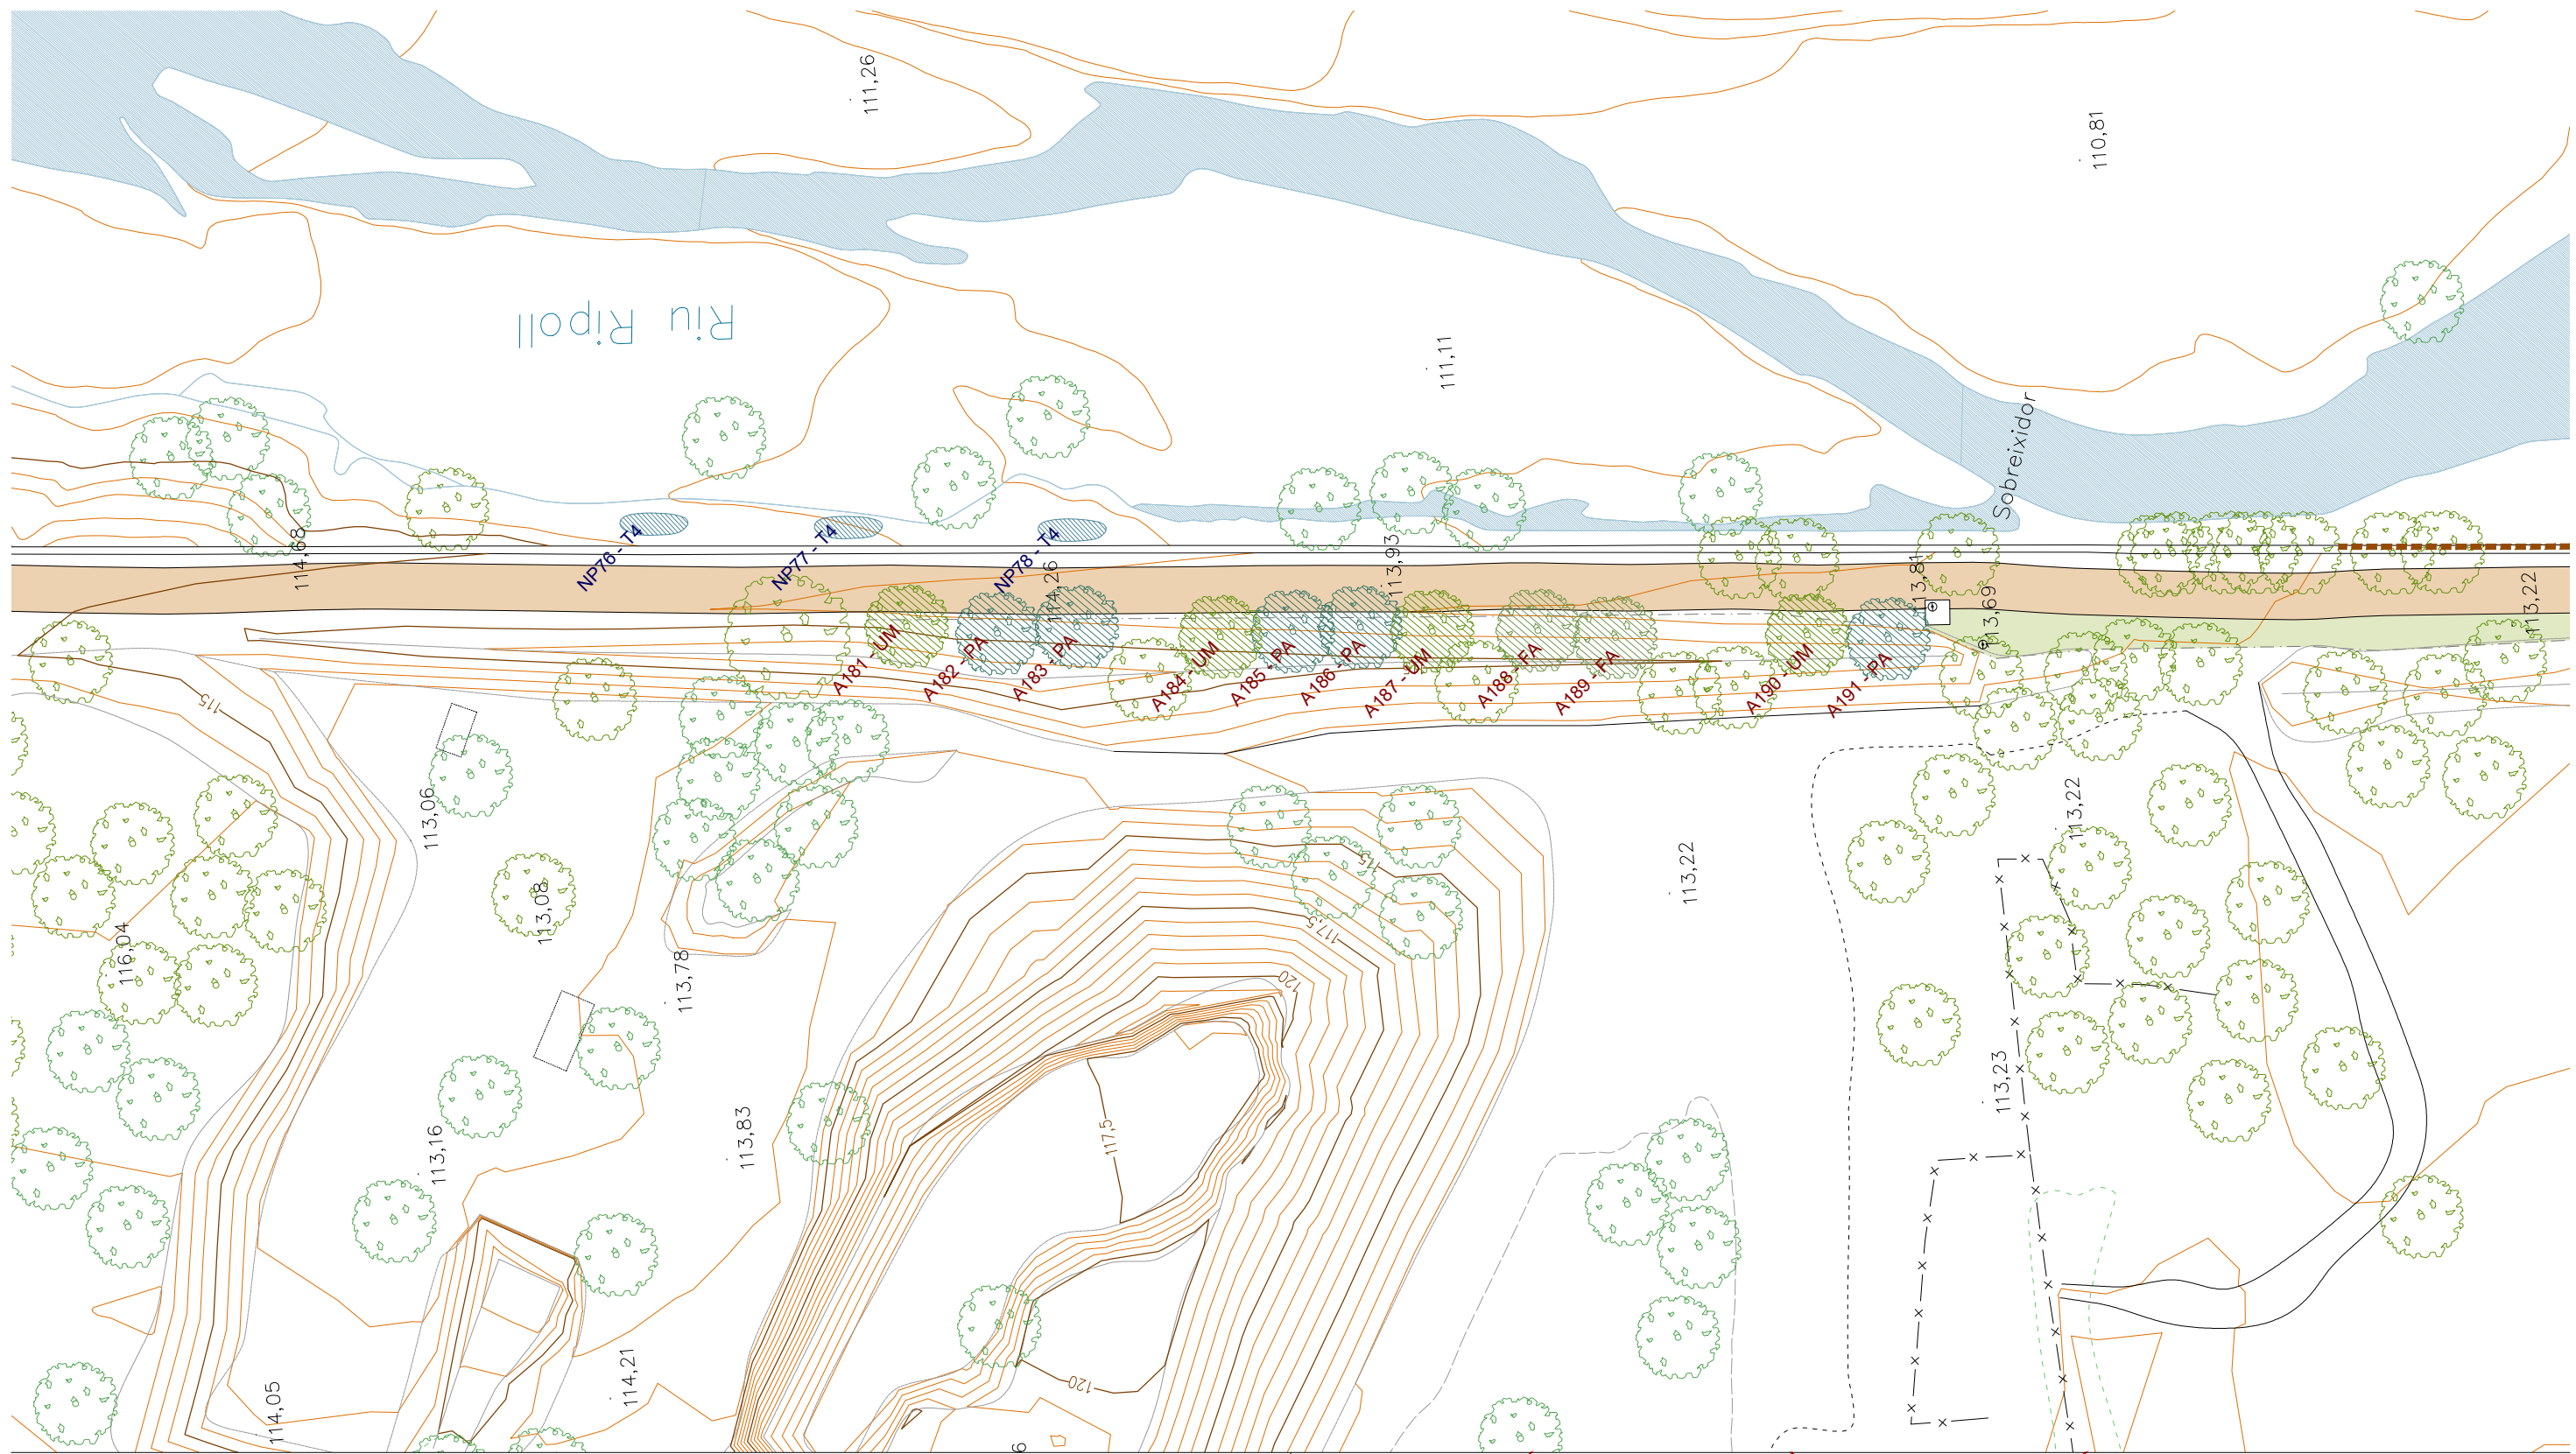 111,26
110,81
Riu Ripoll
111,11
Sobreixidor
114,68
NP76 - T4
NP77 - T4
NP78 - T4
114,26
113,93
113,81
113,69
113,22
A181 - UM
A182 - PA
A183 - PA
A184 - UM
A185 - PA
A186 - PA
A187 - UM
A188 - FA
A189 - FA
A190 - UM
A191 - PA
115
113,06
113,22
113,22
113,08
117,5
116,04
113,78
120
113,23
117,5
113,16
113,83
114,21
120
114,05